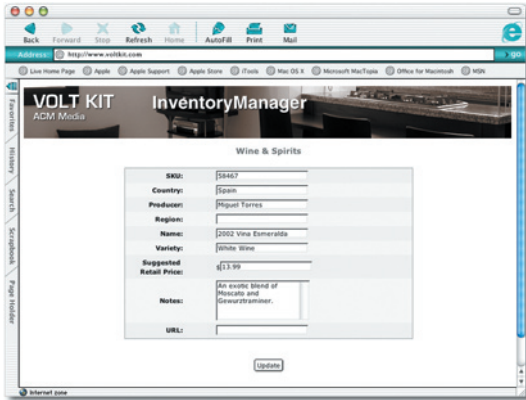 Back Forward Stop Refresh Home AutoFill Print Mail
Address: http://www.voltkit.com go
Live Home Page Apple Apple Support Apple Store iTools Mac OS X Microsoft MacTopia Office for Macintosh MSN
Favorites
History
Search
Scrapbook
Page Holder
VOLT KIT InventoryManager
ACM Media
Wine & Spirits
SKU: 58467
Country: Spain
Producer: Miguel Torres
Region:
Name: 2002 Vina Esmeralda
Variety: White Wine
Suggested
Retail Price: $13.99
Notes: An exotic blend of
Moscato and
Gewurztraminer.
URL:
Update
Internet zone